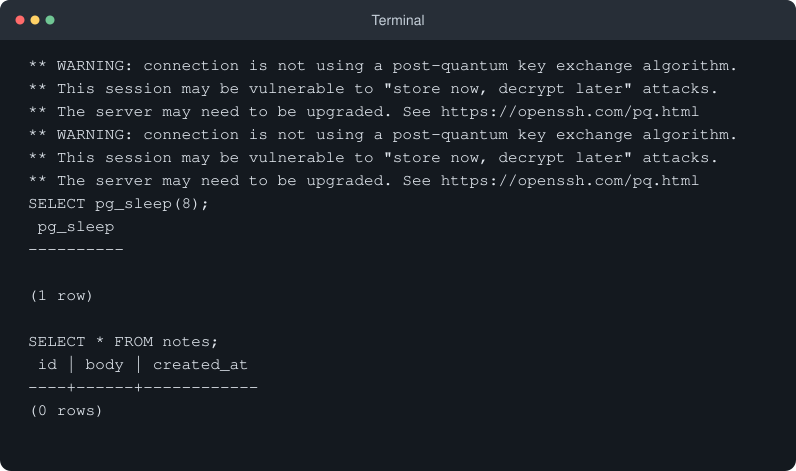 Terminal
** WARNING: connection is not using a post-quantum key exchange algorithm.
** This session may be vulnerable to "store now, decrypt later" attacks.
** The server may need to be upgraded. See https://openssh.com/pq.html
** WARNING: connection is not using a post-quantum key exchange algorithm.
** This session may be vulnerable to "store now, decrypt later" attacks.
** The server may need to be upgraded. See https://openssh.com/pq.html
SELECT pg_sleep(8);
 pg_sleep
----------
(1 row)
SELECT * FROM notes;
 id | body | created_at
----+------+------------
(0 rows)